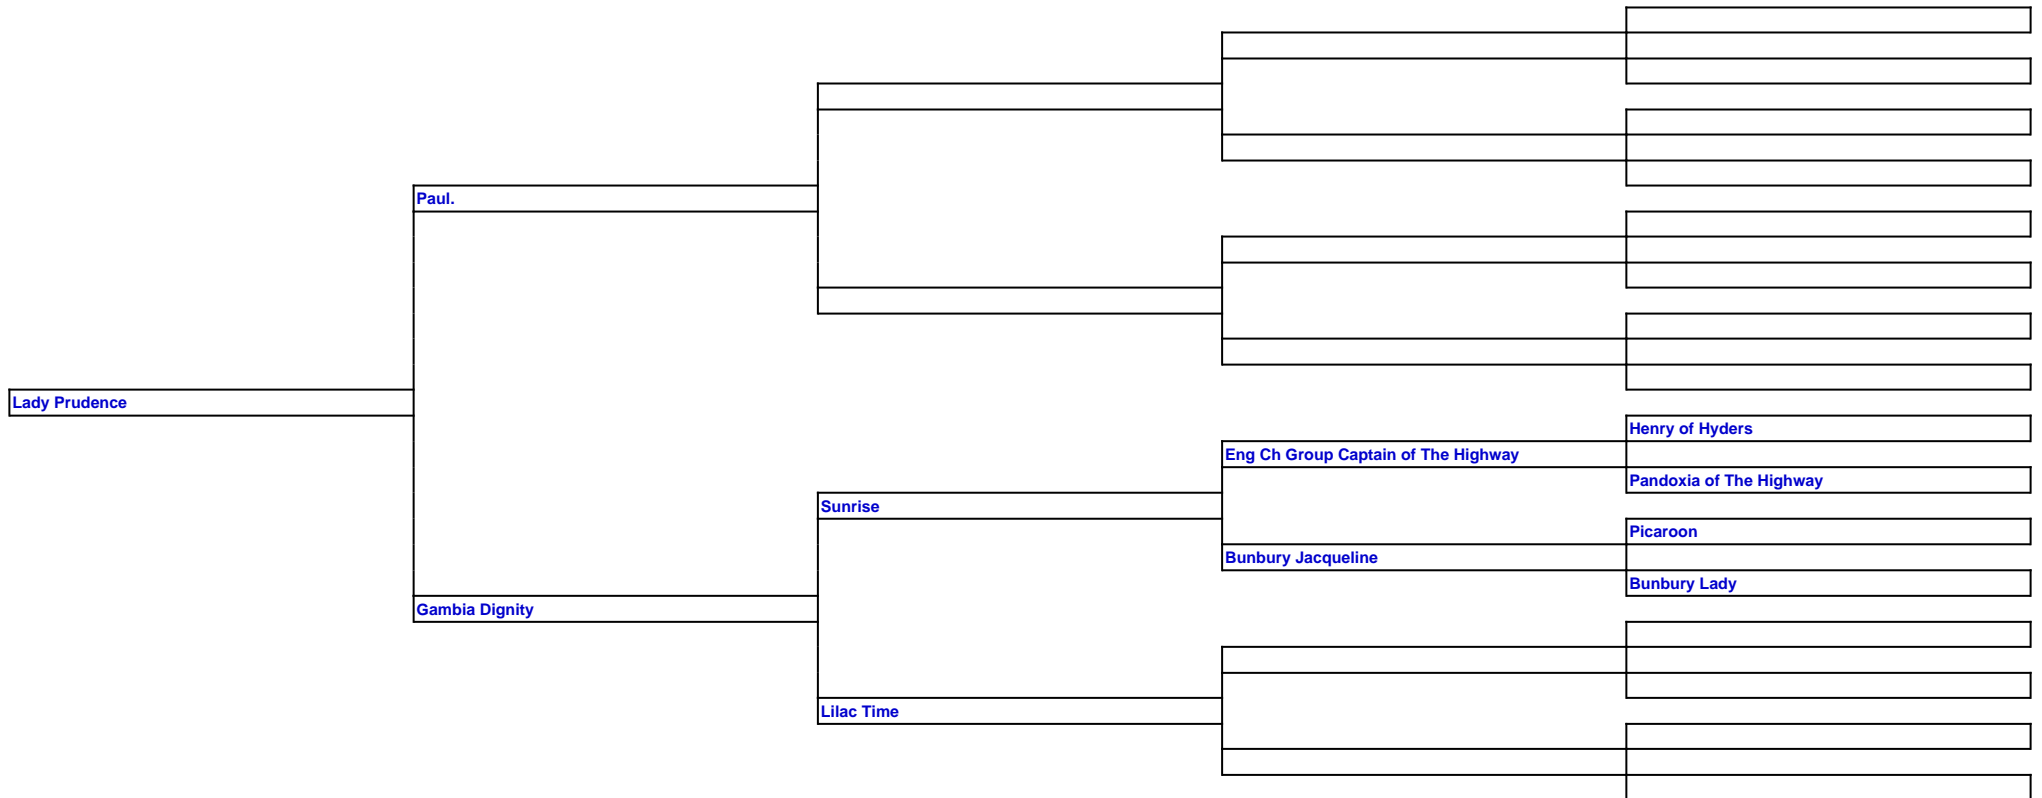 Paul.
Lady Prudence
Henry of Hyders
Eng Ch Group Captain of The Highway
Pandoxia of The Highway
Sunrise
Picaroon
Bunbury Jacqueline
Bunbury Lady
Gambia Dignity
Lilac Time